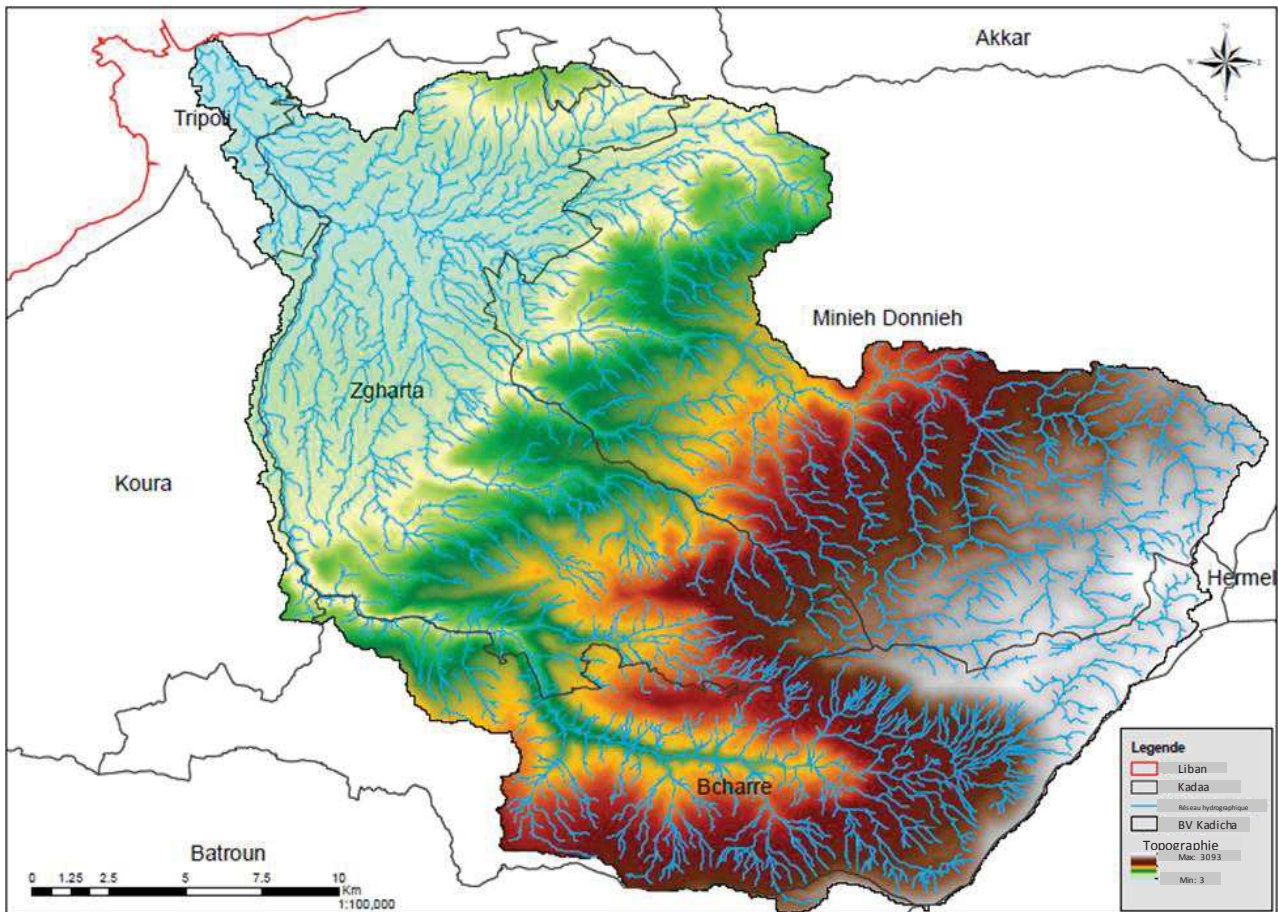 Akkar
N
W
E
S
Tripoli
Minieh Donnieh
Zgharta
Koura
Hermel
Bcharre
Batroun
0 1.25 2.5 5 7.5 10
Km
1:100,000
Legende
Liban
Kadaa
Réseau hydrographique
BV Kadicha
Topographie
Max: 3093
Min: 3